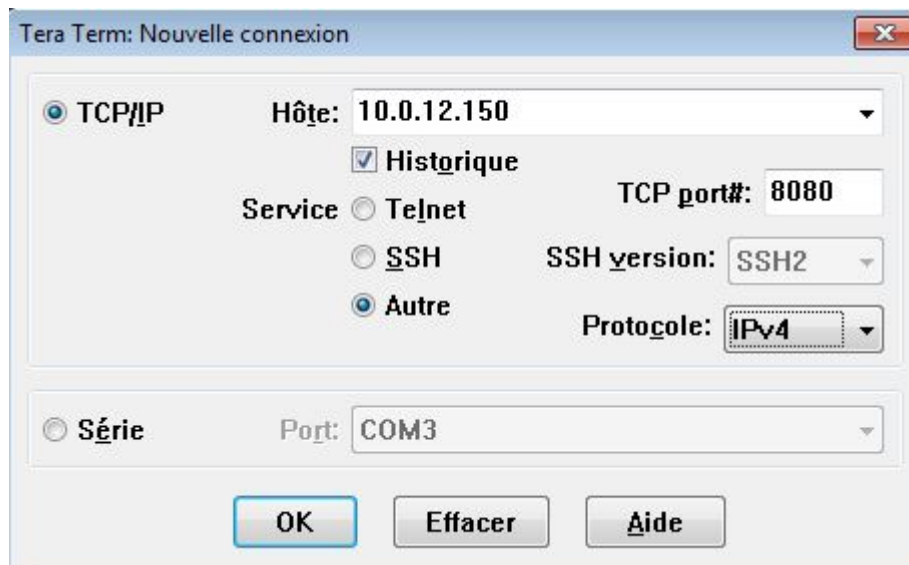 Tera Term: Nouvelle connexion
TCP/IP Hôte: 10.0.12.150
Historique
Service Telnet TCP port#: 8080
SSH SSH version: SSH2
Autre Protocole: IPv4
Série Port: COM3
OK Effacer Aide